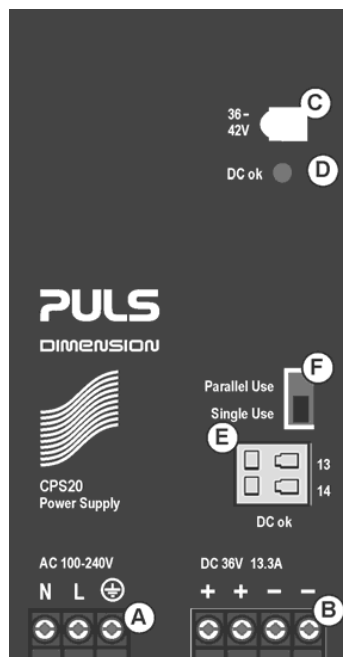 C
36-
42V
DC ok
D
PULS
DIMENSION
F
Parallel Use
Single Use
E
13
14
CPS20
Power Supply
DC ok
AC 100-240V
DC 36V 13.3A
N L
+ + − −
A
B